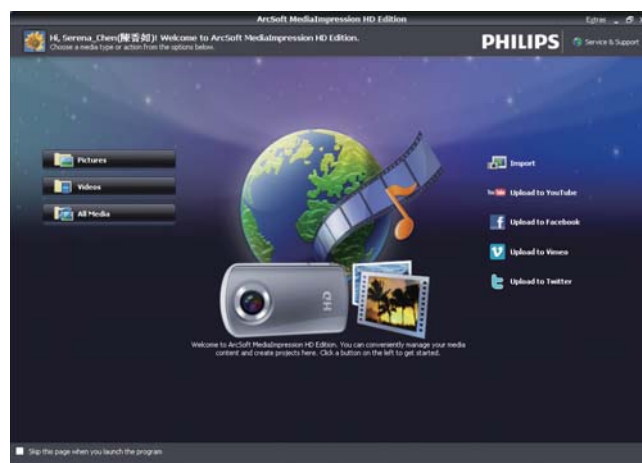 ArcSoft MediaImpression HD Edition
Extras
Hi, Serena_Chen(陳香如)! Welcome to ArcSoft MediaImpression HD Edition.
Choose a media type or action from the options below.
PHILIPS
Service & Support
Pictures
Videos
All Media
Import
YouTube
Upload to YouTube
Upload to Facebook
Upload to Vimeo
Upload to Twitter
HD
Welcome to ArcSoft MediaImpression HD Edition. You can conveniently manage your media
content and create projects here. Click a button on the left to get started.
Skip this page when you launch the program